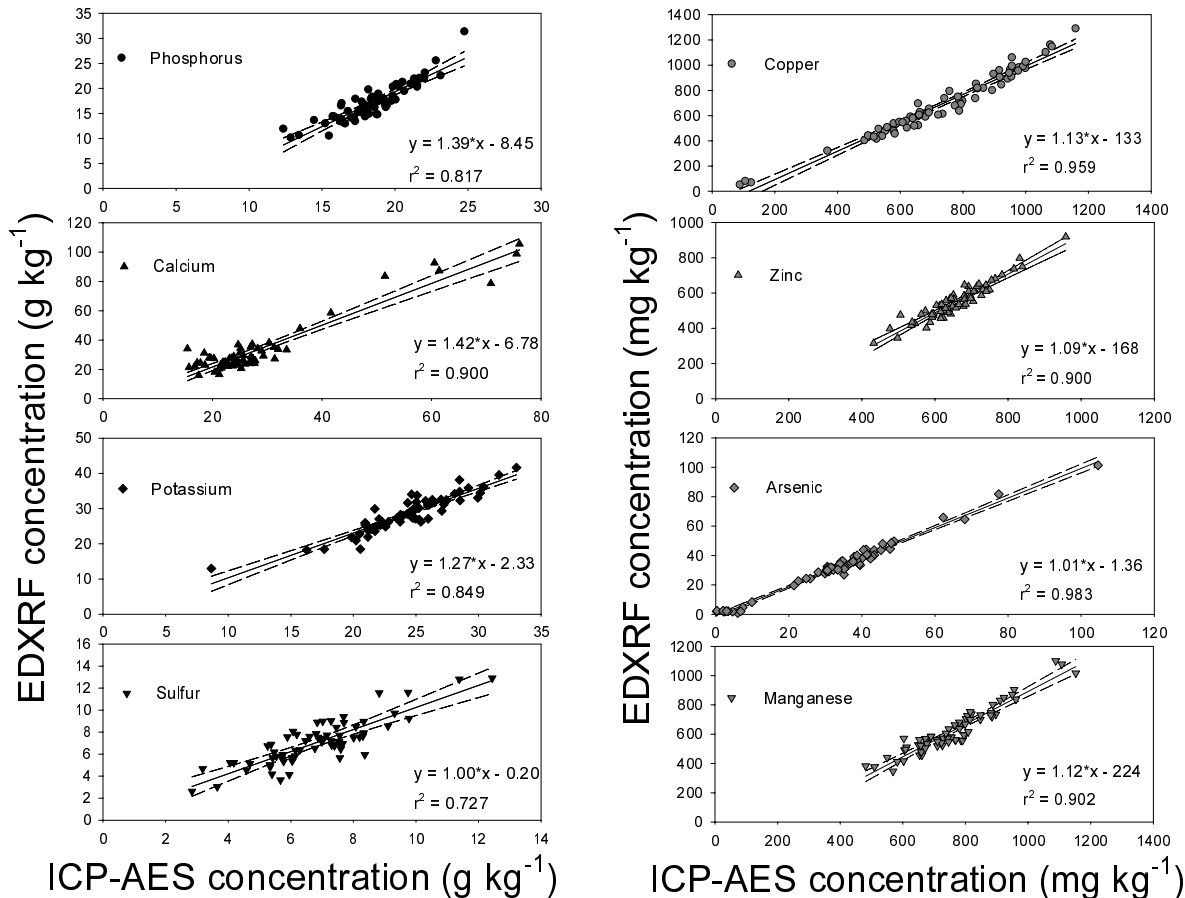 EDXRF concentration (g kg-1)
35
30
25
20
15
10
5
0
Phosphorus
y = 1.39*x - 8.45
r2 = 0.817
0 5 10 15 20 25 30
120
100
80
60
40
20
0
Calcium
y = 1.42*x - 6.78
r2 = 0.900
0 20 40 60 80
50
40
30
20
10
0
Potassium
y = 1.27*x - 2.33
r2 = 0.849
0 5 10 15 20 25 30 35
16
14
12
10
8
6
4
2
0
Sulfur
y = 1.00*x - 0.20
r2 = 0.727
0 2 4 6 8 10 12 14
ICP-AES concentration (g kg-1)
EDXRF concentration (mg kg-1)
1400
1200
1000
800
600
400
200
0
Copper
y = 1.13*x - 133
r2 = 0.959
0 200 400 600 800 1000 1200 1400
1000
800
600
400
200
0
Zinc
y = 1.09*x - 168
r2 = 0.900
0 200 400 600 800 1000 1200
120
100
80
60
40
20
0
Arsenic
y = 1.01*x - 1.36
r2 = 0.983
0 20 40 60 80 100 120
1200
1000
800
600
400
200
0
Manganese
y = 1.12*x - 224
r2 = 0.902
0 200 400 600 800 1000 1200 1400
ICP-AES concentration (mg kg-1)